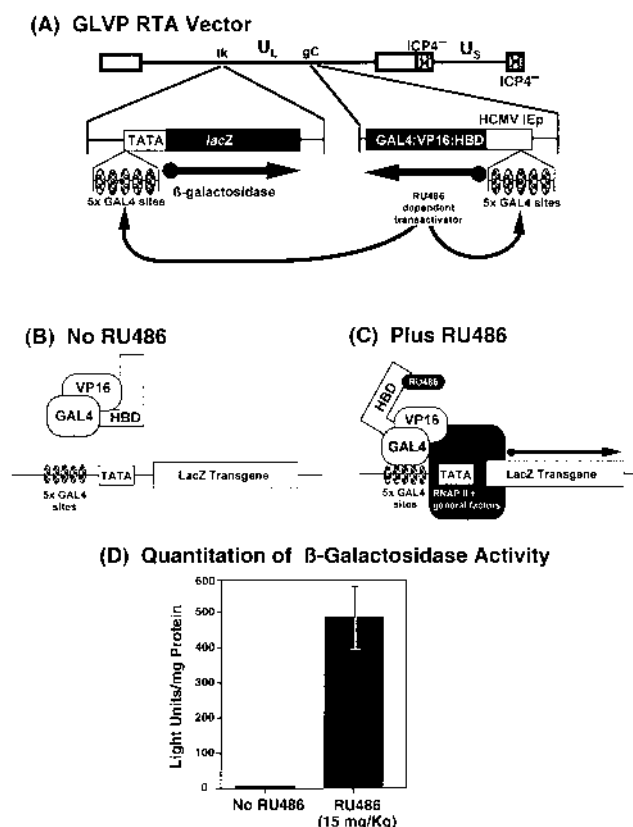 (A) GLVP RTA Vector
tk
UL
gC
ICP4−
US
ICP4−
HCMV IEp
TATA
lacZ
GAL4:VP16:HBD
5x GAL4 sites
ß-galactosidase
RU486
dependent
transactivator
5x GAL4 sites
(B) No RU486
VP16
GAL4
HBD
TATA
LacZ Transgene
5x GAL4
sites
(C) Plus RU486
HBD
RU486
VP16
GAL4
TATA
LacZ Transgene
5x GAL4
sites
RNAP II +
general factors
(D) Quantitation of ß-Galactosidase Activity
Light Units/mg Protein
600
500
400
300
200
100
0
No RU486
RU486
(15 mg/Kg)